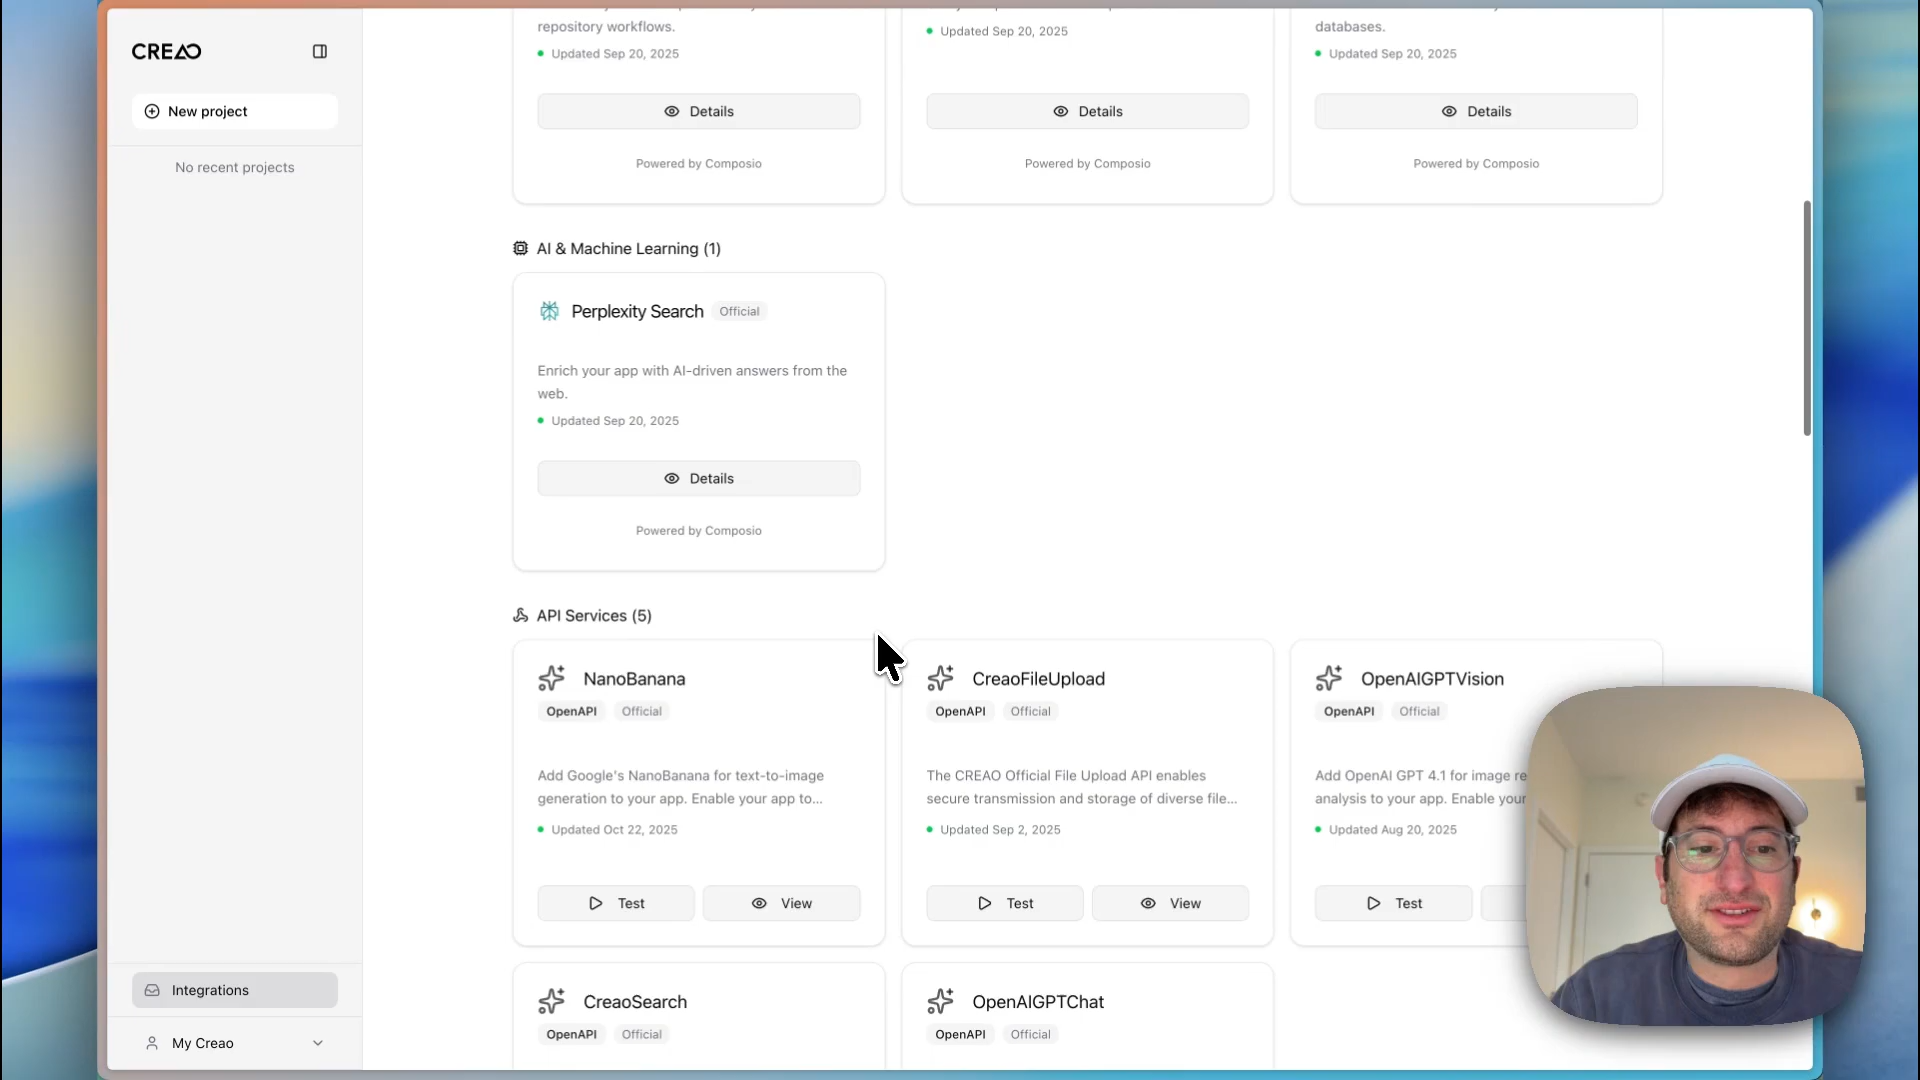 CREAO
New project
No recent projects
Integrations
My Creao
repository workflows.
Updated Sep 20, 2025
Details
Powered by Composio
Updated Sep 20, 2025
Details
Powered by Composio
databases.
Updated Sep 20, 2025
Details
Powered by Composio
AI & Machine Learning (1)
Perplexity Search Official
Enrich your app with AI-driven answers from the
web.
Updated Sep 20, 2025
Details
Powered by Composio
API Services (5)
NanoBanana
OpenAPI Official
Add Google's NanoBanana for text-to-image
generation to your app. Enable your app to...
Updated Oct 22, 2025
Test View
CreaoFileUpload
OpenAPI Official
The CREAO Official File Upload API enables
secure transmission and storage of diverse file...
Updated Sep 2, 2025
Test View
OpenAIGPTVision
OpenAPI Official
Add OpenAI GPT 4.1 for image
analysis to your app. Enable your
Updated Aug 20, 2025
Test
CreaoSearch
OpenAPI Official
OpenAIGPTChat
OpenAPI Official